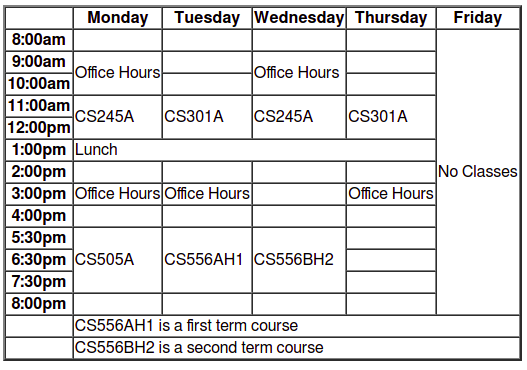 Monday Tuesday Wednesday Thursday Friday
8:00am
9:00am
Office Hours Office Hours
10:00am
11:00am
CS245A CS301A CS245A CS301A
12:00pm
1:00pm Lunch
2:00pm No Classes
3:00pm Office Hours Office Hours Office Hours
4:00pm
5:30pm
6:30pm CS505A CS556AH1 CS556BH2
7:30pm
8:00pm
CS556AH1 is a first term course
CS556BH2 is a second term course